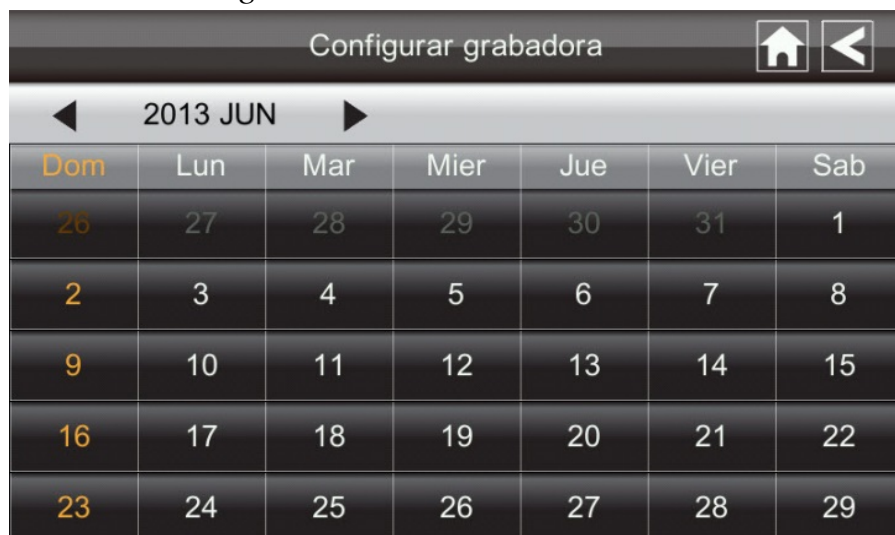 Configurar grabadora
2013 JUN
Dom Lun Mar Mier Jue Vier Sab
26 27 28 29 30 31 1
2 3 4 5 6 7 8
9 10 11 12 13 14 15
16 17 18 19 20 21 22
23 24 25 26 27 28 29